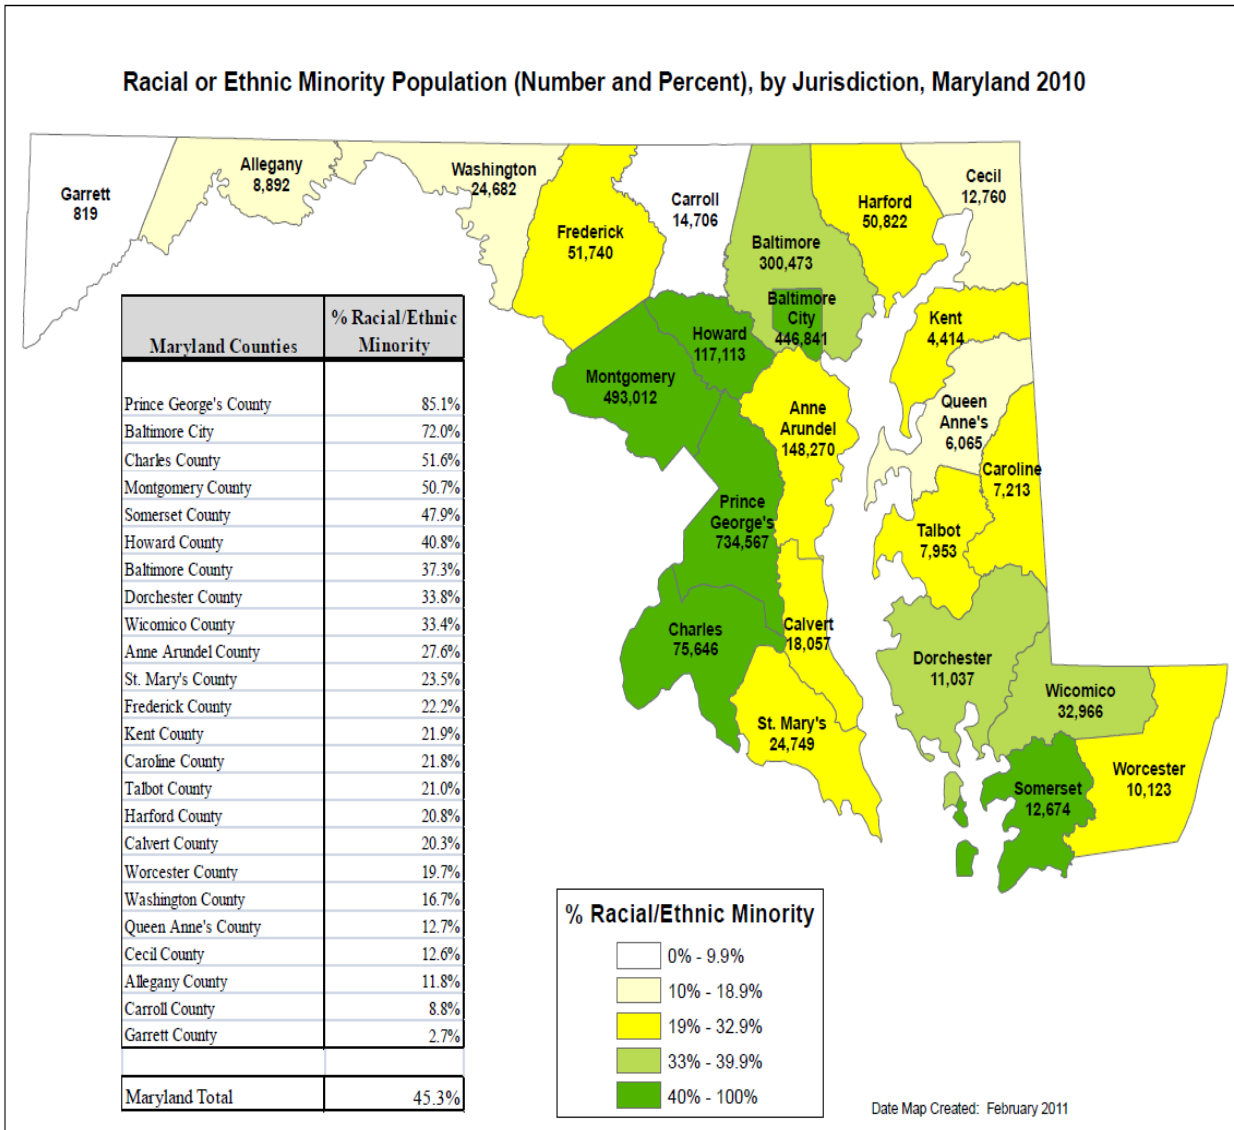 Racial or Ethnic Minority Population (Number and Percent), by Jurisdiction, Maryland 2010
Garrett
819
Allegany
8,892
Washington
24,682
Frederick
51,740
Carroll
14,706
Baltimore
300,473
Baltimore
City
446,841
Harford
50,822
Cecil
12,760
Kent
4,414
Queen
Anne's
6,065
Caroline
7,213
Talbot
7,953
Howard
117,113
Montgomery
493,012
Anne
Arundel
148,270
Prince
George's
734,567
Charles
75,646
Calvert
18,057
St. Mary's
24,749
Dorchester
11,037
Wicomico
32,966
Somerset
12,674
Worcester
10,123
Maryland Counties % Racial/Ethnic Minority
Prince George's County 85.1%
Baltimore City 72.0%
Charles County 51.6%
Montgomery County 50.7%
Somerset County 47.9%
Howard County 40.8%
Baltimore County 37.3%
Dorchester County 33.8%
Wicomico County 33.4%
Anne Arundel County 27.6%
St. Mary's County 23.5%
Frederick County 22.2%
Kent County 21.9%
Caroline County 21.8%
Talbot County 21.0%
Harford County 20.8%
Calvert County 20.3%
Worcester County 19.7%
Washington County 16.7%
Queen Anne's County 12.7%
Cecil County 12.6%
Allegany County 11.8%
Carroll County 8.8%
Garrett County 2.7%
Maryland Total 45.3%
% Racial/Ethnic Minority
0% - 9.9%
10% - 18.9%
19% - 32.9%
33% - 39.9%
40% - 100%
Date Map Created: February 2011